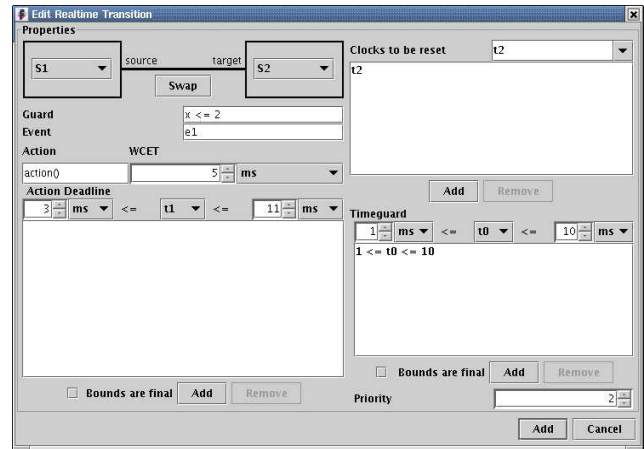 Edit Realtime Transition
Properties
S1
source
target
S2
Swap
Guard
x <= 2
Event
e1
Action
WCET
action()
5
ms
Action Deadline
3 ms <= t1 <= 11 ms
Bounds are final
Add
Remove
Clocks to be reset
t2
t2
Add
Remove
Timeguard
1 ms <= t0 <= 10 ms
1 <= t0 <= 10
Bounds are final
Add
Remove
Priority
2
Add
Cancel